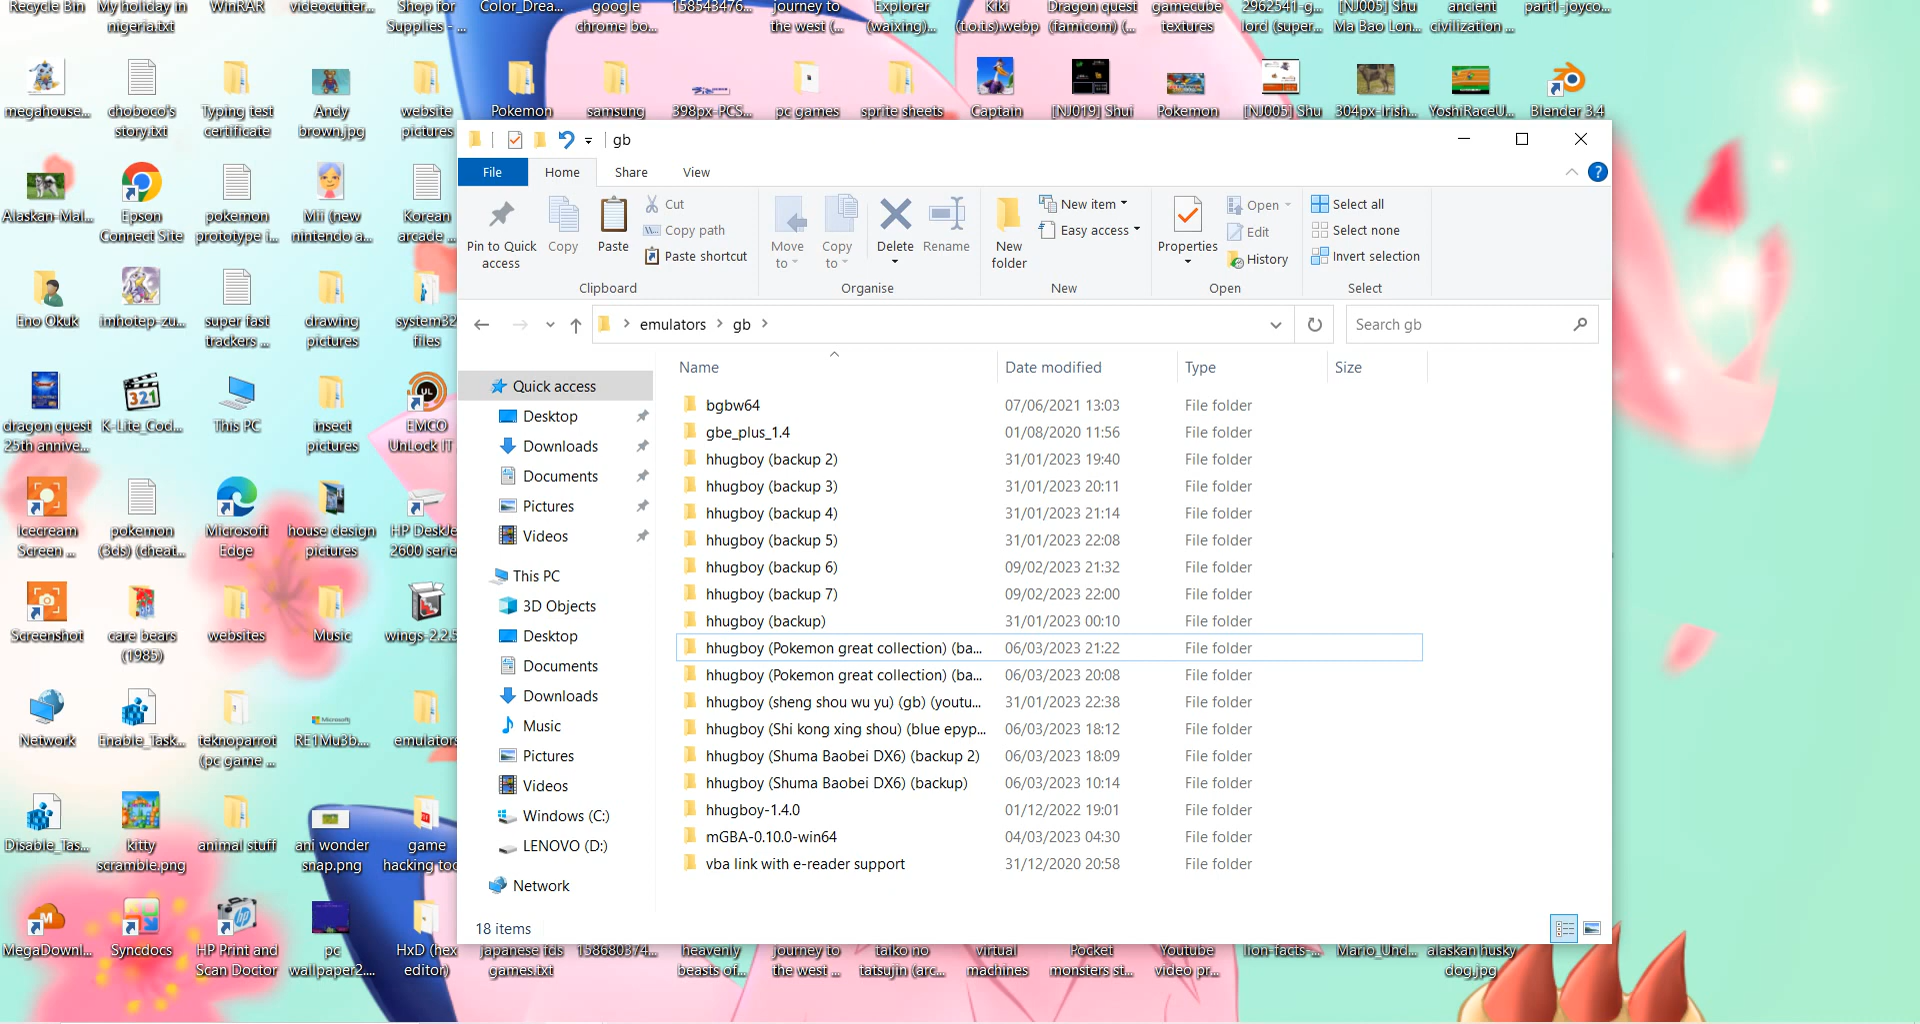 Recycle Bin
My holiday in
nigeria.txt
WinRAR
videocutter...
Shop for
Supplies - ...
Color_Drea...
google
chrome bo...
158543476...
journey to
the west (...
Explorer
(waixing)...
Kiki
(t.o.t.s).webp
Dragon quest
(famicom) (...
gamecube
textures
2962541-g...
lord (super...
[NJ005] Shu
Ma Bao Lon...
ancient
civilization ...
part1-joyco...
megahouse...
choboco's
story.txt
Typing test
certificate
Andy
brown.jpg
website
pictures
Pokemon
samsung
398px-PCS...
pc games
sprite sheets
Captain
[NJ019] Shui
Pokemon
[NJ005] Shu
304px-Irish...
YoshiRaceU...
Blender 3.4
Alaskan-Mal...
Epson
Connect Site
pokemon
prototype i...
Mii (new
nintendo a...
Korean
arcade ...
Eno Okuk
imhotep-zu...
super fast
trackers ...
drawing
pictures
system32
files
dragon quest
25th annive...
K-Lite_Cod...
This PC
insect
pictures
EMCO
UnLock IT
Icecream
Screen ...
pokemon
(3ds) (cheat...
Microsoft
Edge
house design
pictures
HP DeskJe
2600 serie
Screenshot
care bears
(1985)
websites
Music
wings-2.2.5
Network
Enable_Task...
teknoparrot
(pc game ...
RE1Mu3b...
emulators
Disable_Tas...
kitty
scramble.png
animal stuff
ani wonder
snap.png
game
hacking too
MegaDownl...
Syncdocs
HP Print and
Scan Doctor
pc
wallpaper2....
HxD (hex
editor)
japanese fds
games.txt
158680374...
heavenly
beasts of...
journey to
the west ...
taiko no
tatsujin (arc...
virtual
machines
Pocket
monsters st...
Youtube
video pr...
lion-facts-...
Mario_Und...
alaskan husky
dog.jpg
gb
File
Home
Share
View
Pin to Quick
access
Copy
Paste
Cut
Copy path
Paste shortcut
Clipboard
Move
to
Copy
to
Delete
Rename
Organise
New
folder
New item
Easy access
New
Properties
Open
Edit
History
Open
Select all
Select none
Invert selection
Select
emulators
gb
Search gb
Quick access
Desktop
Downloads
Documents
Pictures
Videos
This PC
3D Objects
Desktop
Documents
Downloads
Music
Pictures
Videos
Windows (C:)
LENOVO (D:)
Network
Name Date modified Type Size
bgbw64 07/06/2021 13:03 File folder
gbe_plus_1.4 01/08/2020 11:56 File folder
hhugboy (backup 2) 31/01/2023 19:40 File folder
hhugboy (backup 3) 31/01/2023 20:11 File folder
hhugboy (backup 4) 31/01/2023 21:14 File folder
hhugboy (backup 5) 31/01/2023 22:08 File folder
hhugboy (backup 6) 09/02/2023 21:32 File folder
hhugboy (backup 7) 09/02/2023 22:00 File folder
hhugboy (backup) 31/01/2023 00:10 File folder
hhugboy (Pokemon great collection) (ba... 06/03/2023 21:22 File folder
hhugboy (Pokemon great collection) (ba... 06/03/2023 20:08 File folder
hhugboy (sheng shou wu yu) (gb) (youtu... 31/01/2023 22:38 File folder
hhugboy (Shi kong xing shou) (blue epyp... 06/03/2023 18:12 File folder
hhugboy (Shuma Baobei DX6) (backup 2) 06/03/2023 18:09 File folder
hhugboy (Shuma Baobei DX6) (backup) 06/03/2023 10:14 File folder
hhugboy-1.4.0 01/12/2022 19:01 File folder
mGBA-0.10.0-win64 04/03/2023 04:30 File folder
vba link with e-reader support 31/12/2020 20:58 File folder
18 items